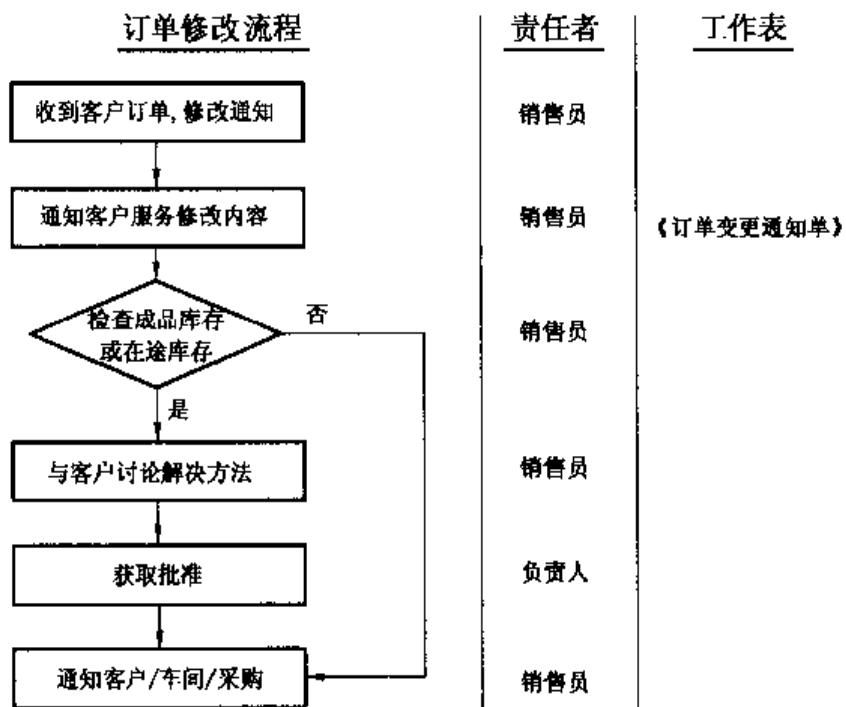 订单修改流程 责任者 工作表
收到客户订单,修改通知 销售员
通知客户服务修改内容 销售员 《订单变更通知单》
检查成品库存
或在途库存
否
销售员
是
与客户讨论解决方法 销售员
获取批准 负责人
通知客户/车间/采购 销售员